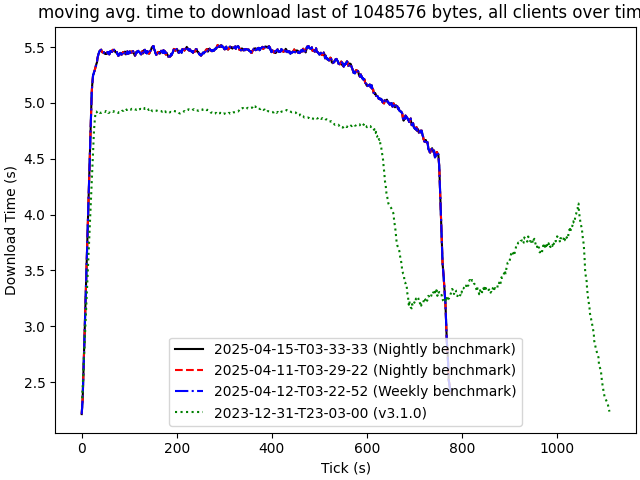 moving avg. time to download last of 1048576 bytes, all clients over tim
5.5
5.0
4.5
4.0
3.5
3.0
2.5
Download Time (s)
2025-04-15-T03-33-33 (Nightly benchmark)
2025-04-11-T03-29-22 (Nightly benchmark)
2025-04-12-T03-22-52 (Weekly benchmark)
2023-12-31-T23-03-00 (v3.1.0)
0 200 400 600 800 1000
Tick (s)